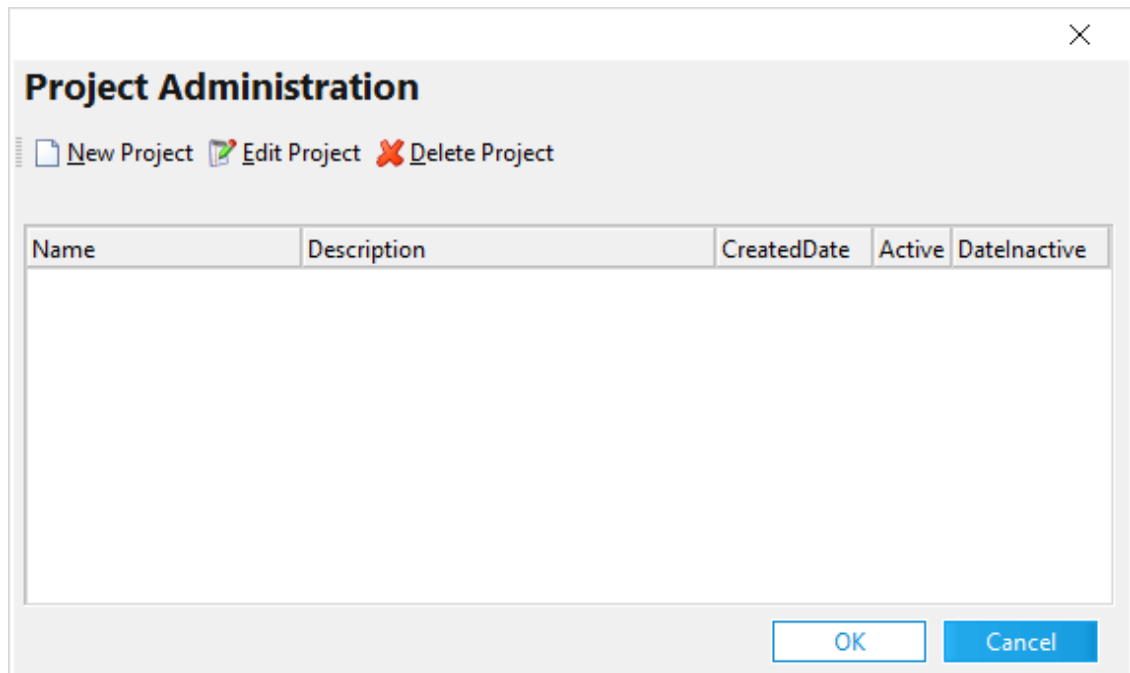 Project Administration
New Project Edit Project Delete Project
Name Description CreatedDate Active DateInactive
OK Cancel